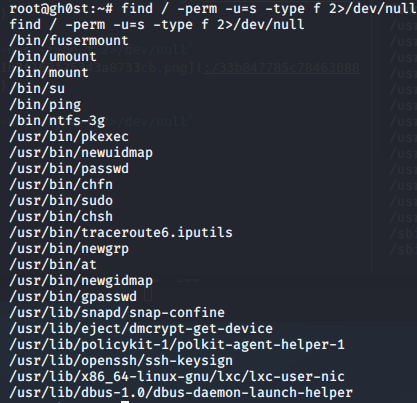 root@gh0st:~# find / -perm -u=s -type f 2>/dev/null
find / -perm -u=s -type f 2>/dev/null
/bin/fusermount
/bin/umount
/bin/mount
/bin/su
/bin/ping
/bin/ntfs-3g
/usr/bin/pkexec
/usr/bin/newuidmap
/usr/bin/passwd
/usr/bin/chfn
/usr/bin/sudo
/usr/bin/chsh
/usr/bin/traceroute6.iputils
/usr/bin/newgrp
/usr/bin/at
/usr/bin/newgidmap
/usr/bin/gpasswd
/usr/lib/snapd/snap-confine
/usr/lib/eject/dmcrypt-get-device
/usr/lib/policykit-1/polkit-agent-helper-1
/usr/lib/openssh/ssh-keysign
/usr/lib/x86_64-linux-gnu/lxc/lxc-user-nic
/usr/lib/dbus-1.0/dbus-daemon-launch-helper